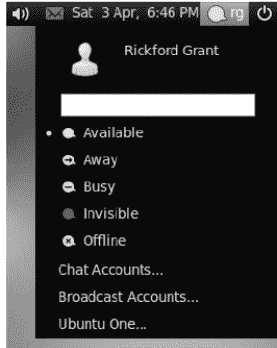 Sat 3 Apr, 6:46 PM rg
Rickford Grant
Available
Away
Busy
Invisible
Offline
Chat Accounts...
Broadcast Accounts...
Ubuntu One...